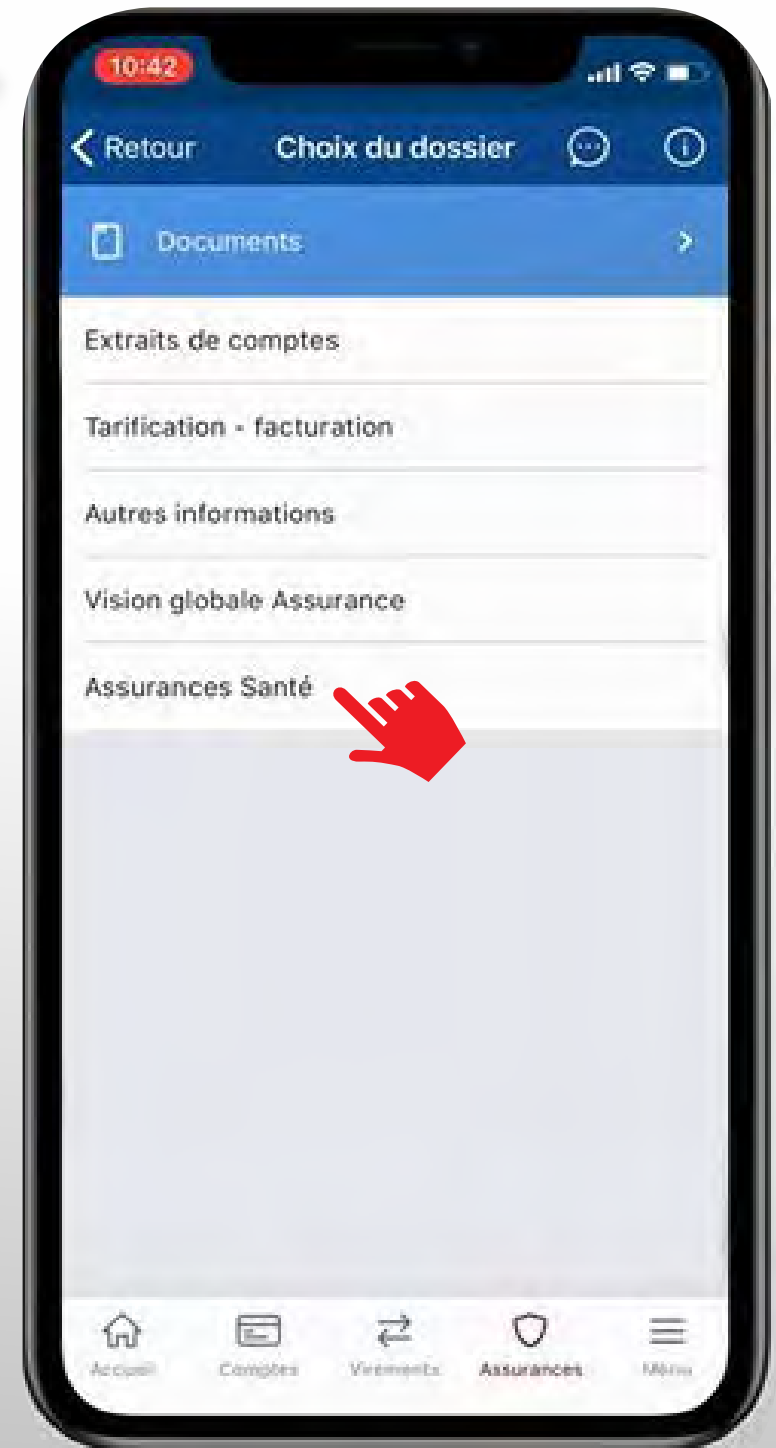 10:42
Retour Choix du dossier
Documents
Extraits de comptes
Tarification - facturation
Autres informations
Vision globale Assurance
Assurances Santé
Accueil Comptes Virements Assurances Menu